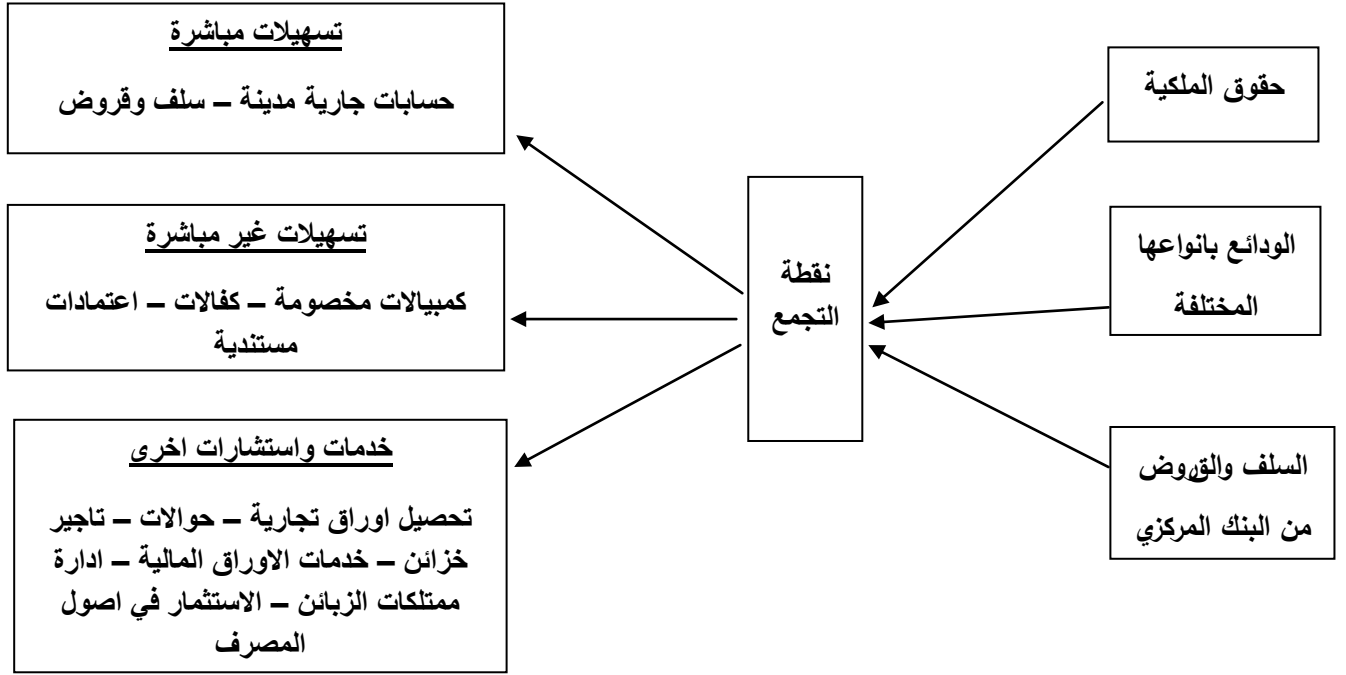 حقوق الملكية
الودائع بانواعها
المختلفة
السلف والقروض
من البنك المركزي
نقطة
التجمع
تسهيلات مباشرة
حسابات جارية مدينة – سلف وقروض
تسهيلات غير مباشرة
كمبيالات مخصومة – كفالات – اعتمادات
مستندية
خدمات واستشارات اخرى
تحصيل اوراق تجارية – حوالات – تاجير
خزائن – خدمات الاوراق المالية – ادارة
ممتلكات الزبائن – الاستثمار في اصول
المصرف